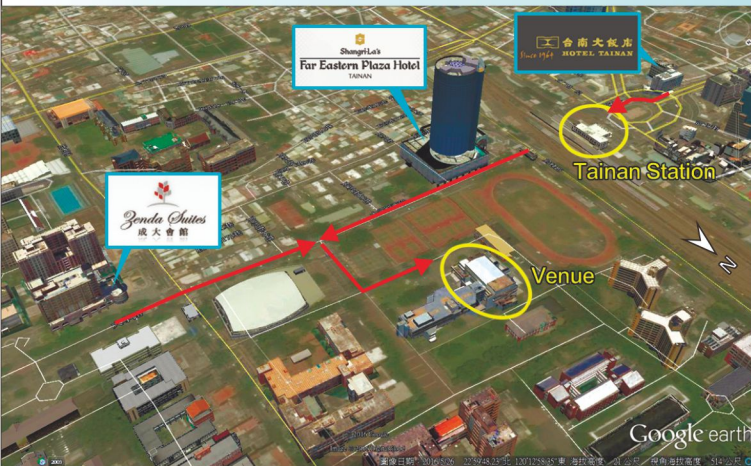 Shangri-La's
Far Eastern Plaza Hotel
TAINAN
Since 1964
台南大飯店
HOTEL TAINAN
Tainan Station
Zenda Suites
成大會館
Venue
N
Google earth
2003